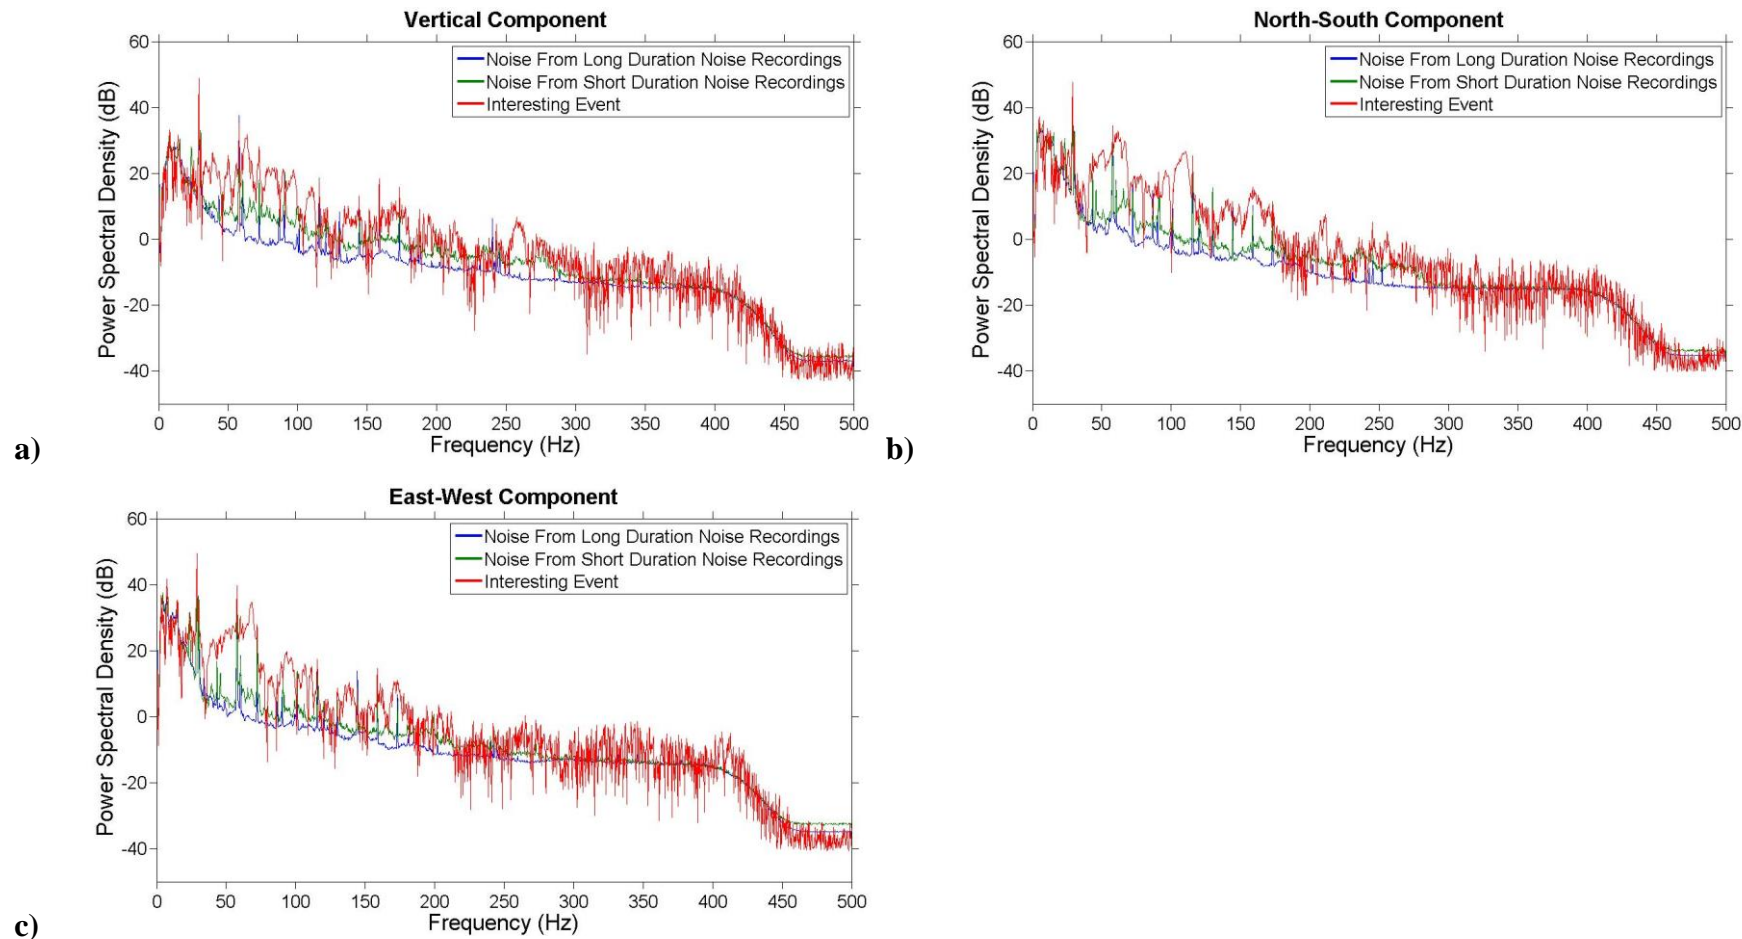 Vertical Component
Power Spectral Density (dB)
60
40
20
0
-20
-40
Noise From Long Duration Noise Recordings
Noise From Short Duration Noise Recordings
Interesting Event
0 50 100 150 200 250 300 350 400 450 500
Frequency (Hz)
a)
North-South Component
Power Spectral Density (dB)
60
40
20
0
-20
-40
Noise From Long Duration Noise Recordings
Noise From Short Duration Noise Recordings
Interesting Event
0 50 100 150 200 250 300 350 400 450 500
Frequency (Hz)
b)
East-West Component
Power Spectral Density (dB)
60
40
20
0
-20
-40
Noise From Long Duration Noise Recordings
Noise From Short Duration Noise Recordings
Interesting Event
0 50 100 150 200 250 300 350 400 450 500
Frequency (Hz)
c)